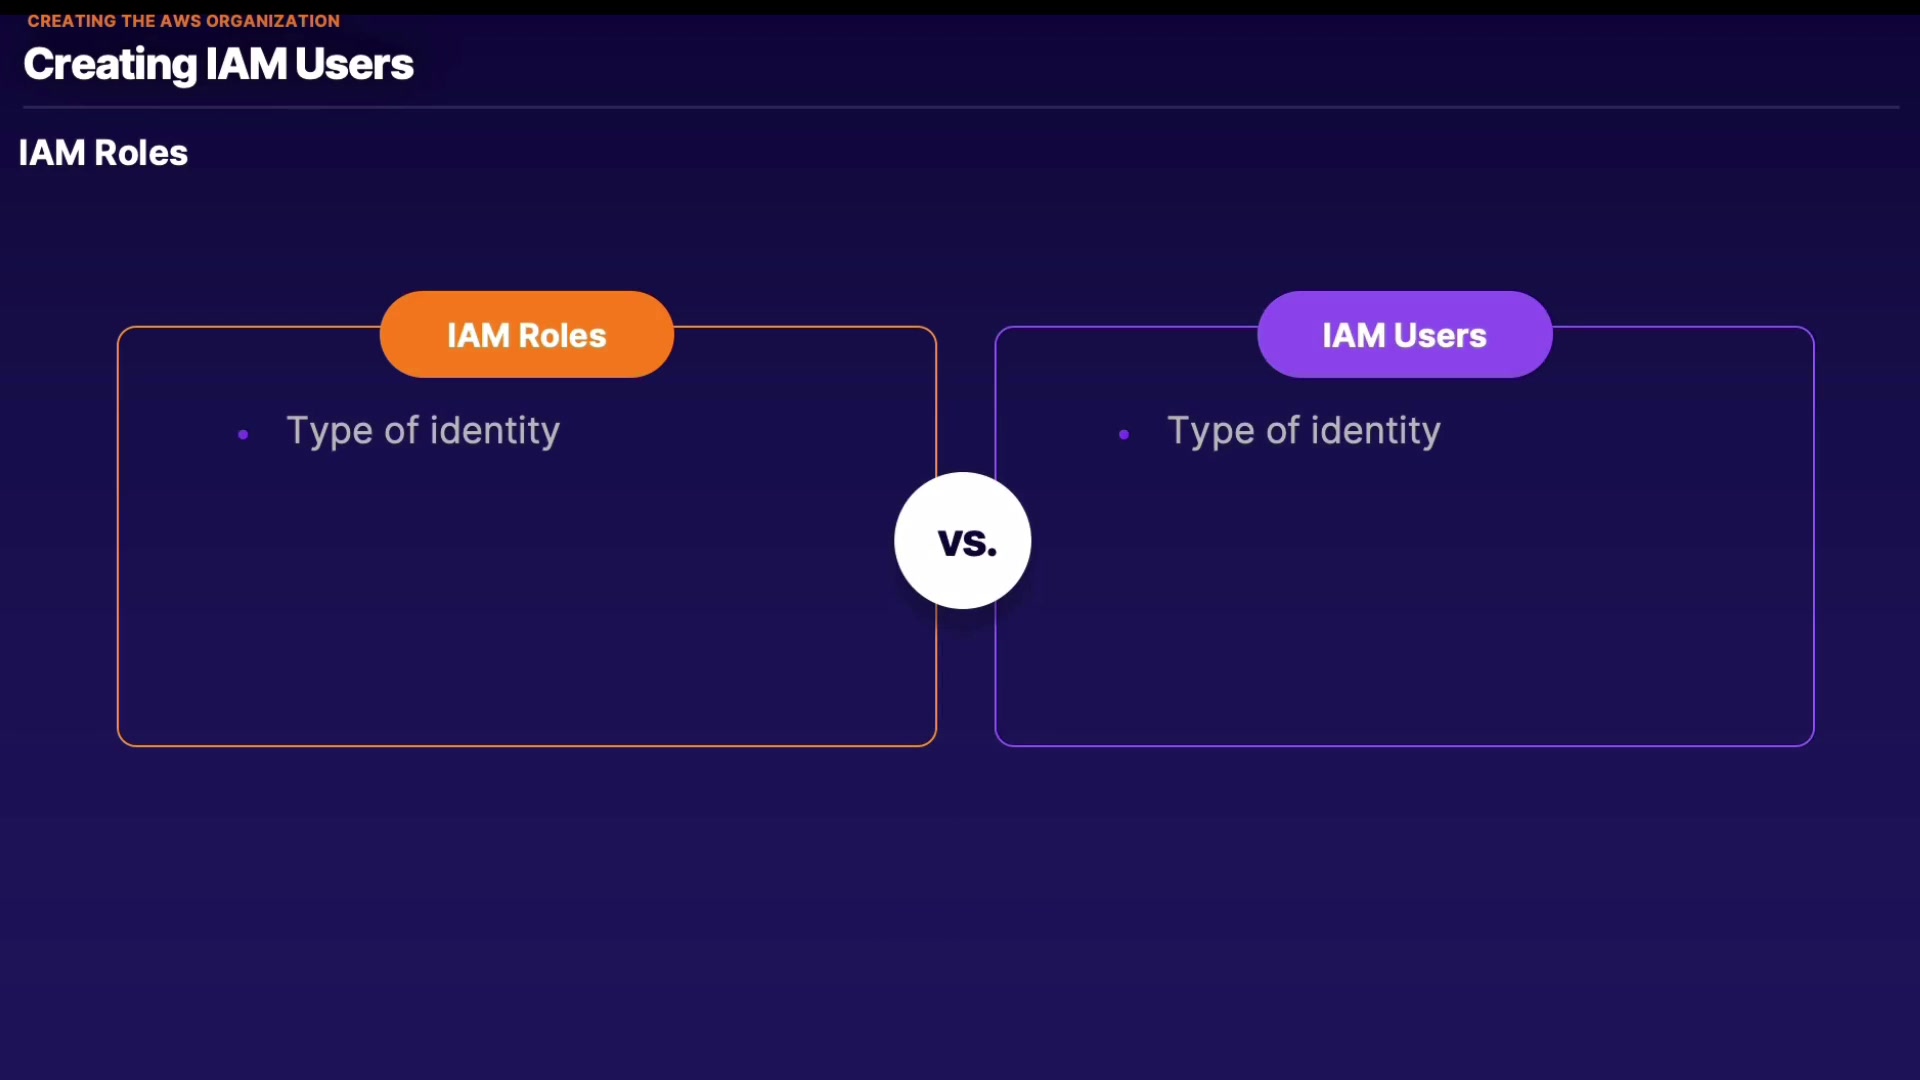 CREATING THE AWS ORGANIZATION
Creating IAM Users
IAM Roles
IAM Roles
• Type of identity
vs.
IAM Users
• Type of identity